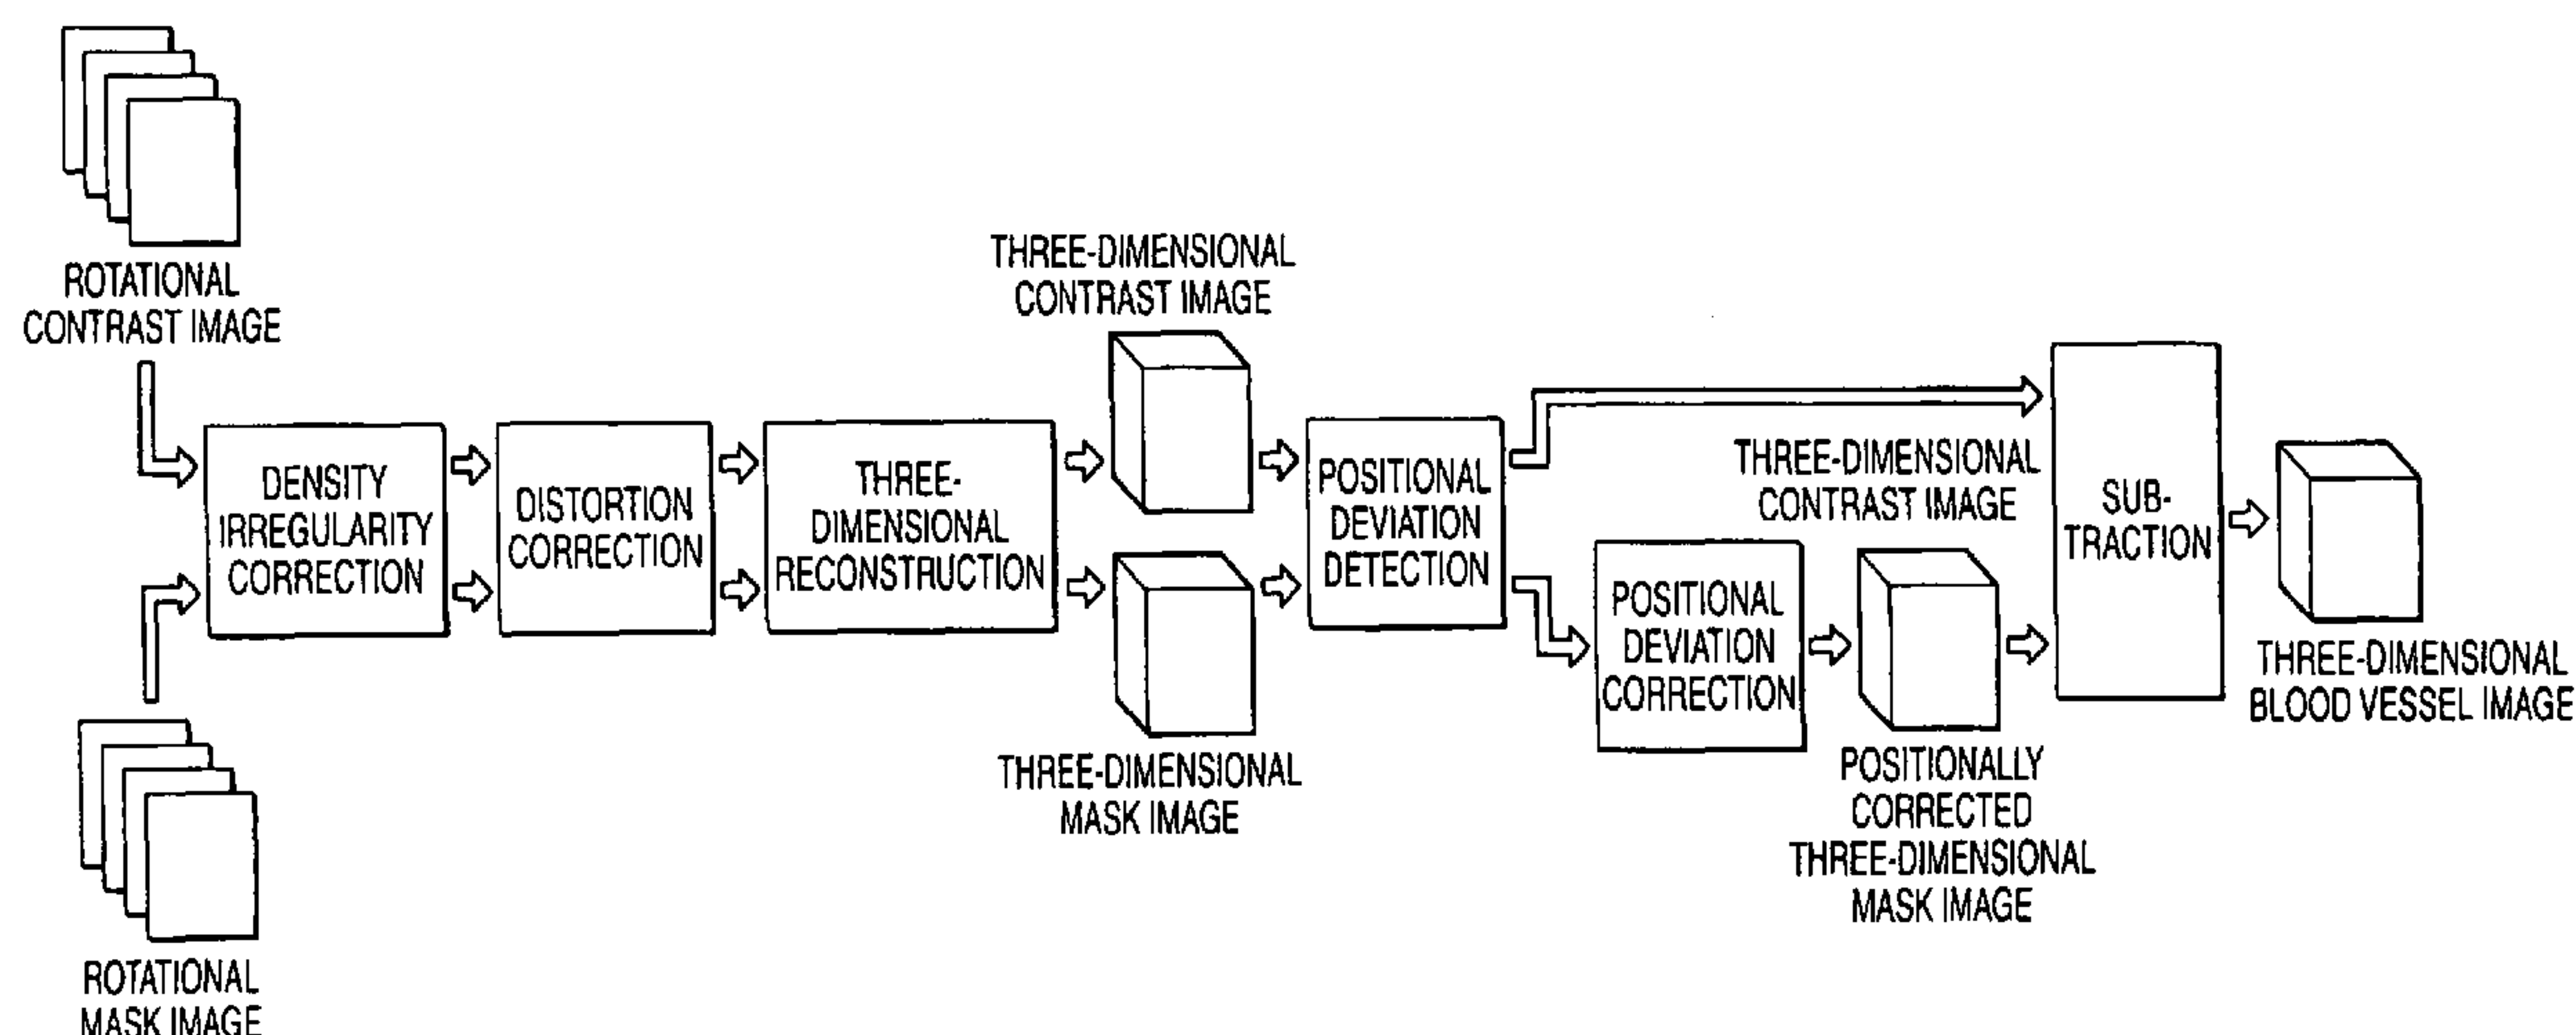 ROTATIONAL
CONTRAST IMAGE
DENSITY
IRREGULARITY
CORRECTION
ROTATIONAL
MASK IMAGE
DISTORTION
CORRECTION
THREE-
DIMENSIONAL
RECONSTRUCTION
THREE-DIMENSIONAL
CONTRAST IMAGE
THREE-DIMENSIONAL
MASK IMAGE
POSITIONAL
DEVIATION
DETECTION
THREE-DIMENSIONAL
CONTRAST IMAGE
POSITIONAL
DEVIATION
CORRECTION
POSITIONALLY
CORRECTED
THREE-DIMENSIONAL
MASK IMAGE
SUB-
TRACTION
THREE-DIMENSIONAL
BLOOD VESSEL IMAGE